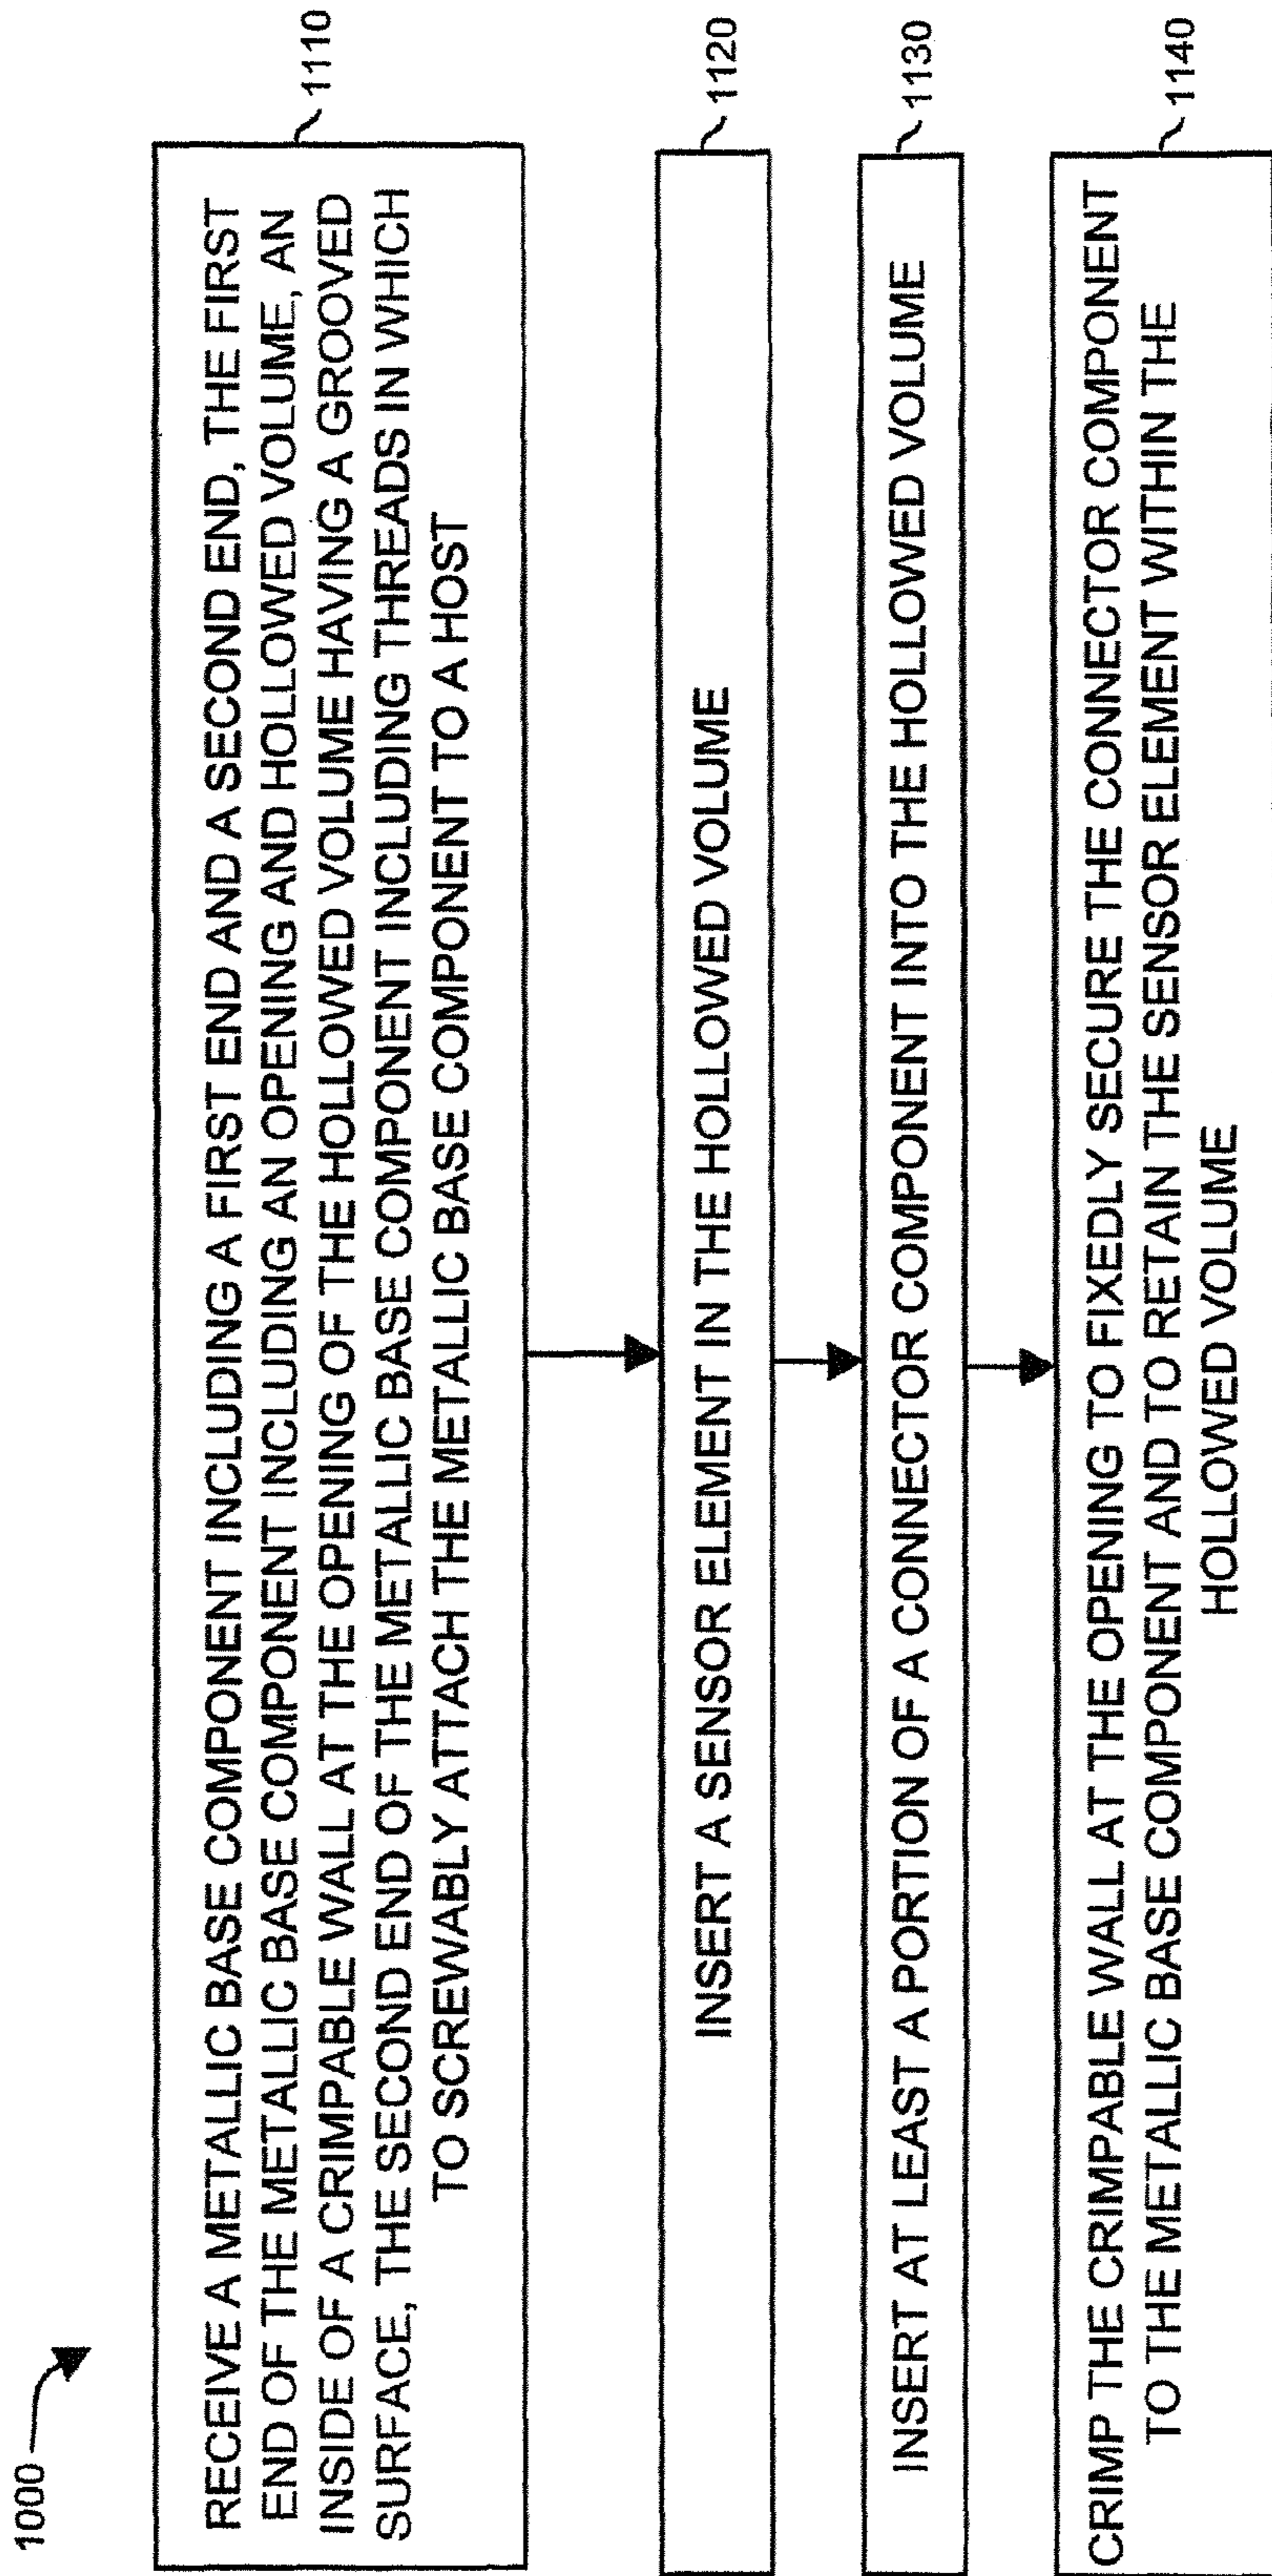 1000
RECEIVE A METALLIC BASE COMPONENT INCLUDING A FIRST END AND A SECOND END, THE FIRST
END OF THE METALLIC BASE COMPONENT INCLUDING AN OPENING AND HOLLOWED VOLUME, AN
INSIDE OF A CRIMPABLE WALL AT THE OPENING OF THE HOLLOWED VOLUME HAVING A GROOVED
SURFACE, THE SECOND END OF THE METALLIC BASE COMPONENT INCLUDING THREADS IN WHICH
TO SCREWABLY ATTACH THE METALLIC BASE COMPONENT TO A HOST
1110
INSERT A SENSOR ELEMENT IN THE HOLLOWED VOLUME
1120
INSERT AT LEAST A PORTION OF A CONNECTOR COMPONENT INTO THE HOLLOWED VOLUME
1130
CRIMP THE CRIMPABLE WALL AT THE OPENING TO FIXEDLY SECURE THE CONNECTOR COMPONENT
TO THE METALLIC BASE COMPONENT AND TO RETAIN THE SENSOR ELEMENT WITHIN THE
HOLLOWED VOLUME
1140